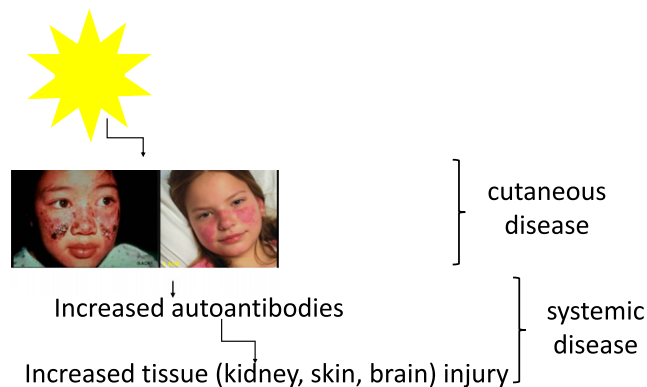 cutaneous
disease
Increased autoantibodies
systemic
disease
Increased tissue (kidney, skin, brain) injury